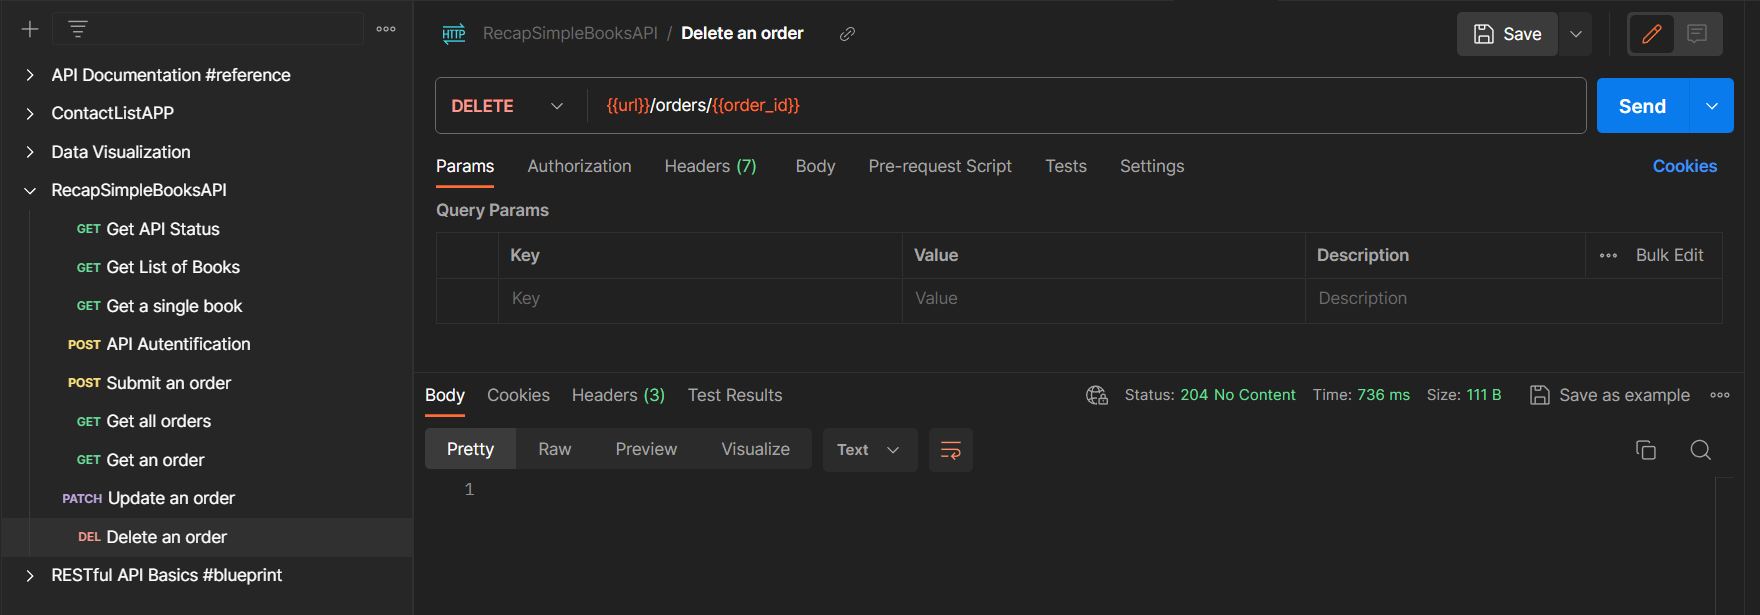 API Documentation #reference
ContactListAPP
Data Visualization
RecapSimpleBooksAPI
GET Get API Status
GET Get List of Books
GET Get a single book
POST API Autentification
POST Submit an order
GET Get all orders
GET Get an order
PATCH Update an order
DEL Delete an order
RESTful API Basics #blueprint
HTTP RecapSimpleBooksAPI / Delete an order
Save
DELETE {{url}}/orders/{{order_id}}
Send
Params Authorization Headers (7) Body Pre-request Script Tests Settings Cookies
Query Params
Key Value Description Bulk Edit
Key Value Description
Body Cookies Headers (3) Test Results Status: 204 No Content Time: 736 ms Size: 111 B Save as example
Pretty Raw Preview Visualize Text
1